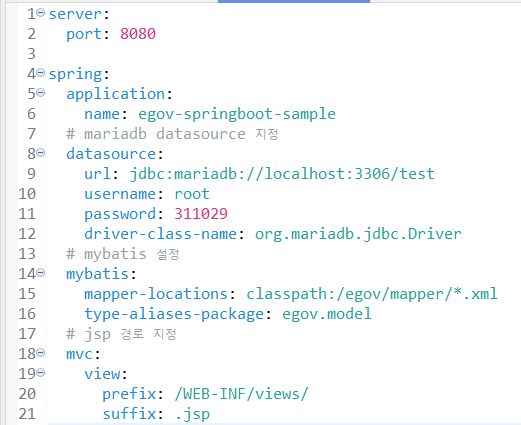 1 server:
2   port: 8080
3
4 spring:
5   application:
6     name: egov-springboot-sample
7   # mariadb datasource 지정
8   datasource:
9     url: jdbc:mariadb://localhost:3306/test
10     username: root
11     password: 311029
12     driver-class-name: org.mariadb.jdbc.Driver
13   # mybatis 설정
14   mybatis:
15     mapper-locations: classpath:/egov/mapper/*.xml
16     type-aliases-package: egov.model
17   # jsp 경로 지정
18   mvc:
19     view:
20       prefix: /WEB-INF/views/
21       suffix: .jsp